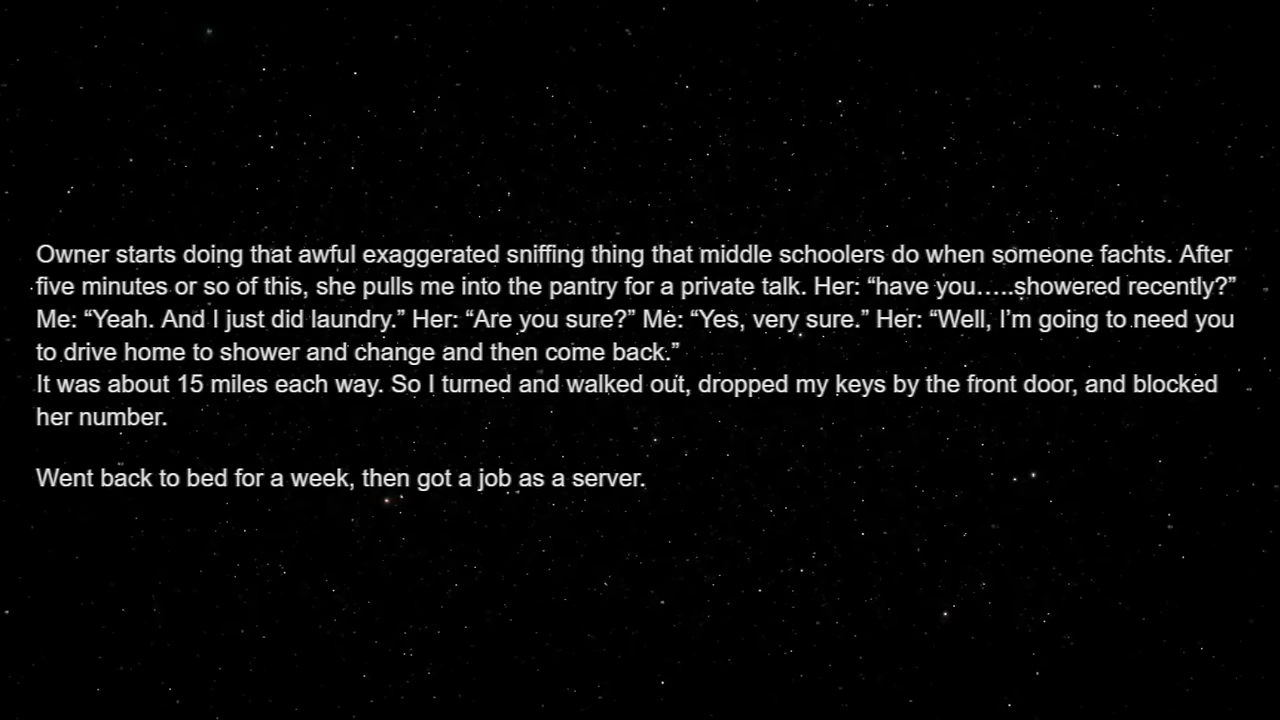 Owner starts doing that awful exaggerated sniffing thing that middle schoolers do when someone fachts. After
five minutes or so of this, she pulls me into the pantry for a private talk. Her: “have you…..showered recently?”
Me: “Yeah. And I just did laundry.” Her: “Are you sure?” Me: “Yes, very sure.” Her: “Well, I’m going to need you
to drive home to shower and change and then come back.”
It was about 15 miles each way. So I turned and walked out, dropped my keys by the front door, and blocked
her number.
Went back to bed for a week, then got a job as a server.